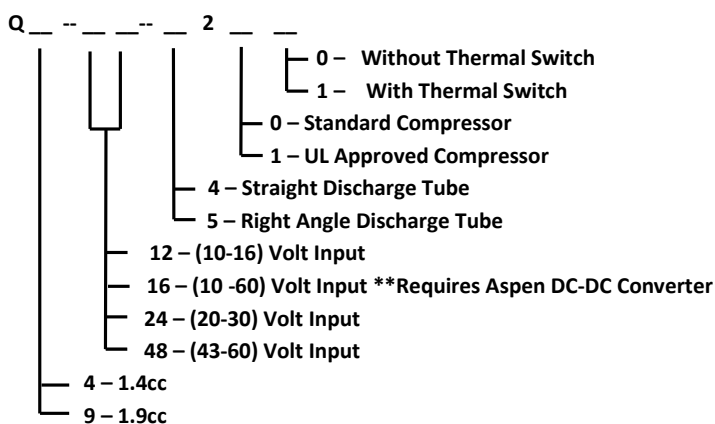 Q__ --__ __-- __ 2 __ __
0 – Without Thermal Switch
1 – With Thermal Switch
0 – Standard Compressor
1 – UL Approved Compressor
4 – Straight Discharge Tube
5 – Right Angle Discharge Tube
12 – (10-16) Volt Input
16 – (10 -60) Volt Input **Requires Aspen DC-DC Converter
24 – (20-30) Volt Input
48 – (43-60) Volt Input
4 – 1.4cc
9 – 1.9cc